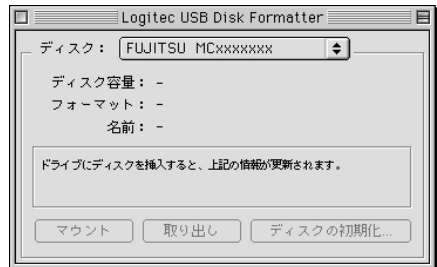 Logitec USB Disk Formatter
ディスク： FUJITSU MCxxxxxxx
ディスク容量： -
フォーマット： -
名前： -
ドライブにディスクを挿入すると、上記の情報が更新されます。
マウント 取り出し ディスクの初期化...